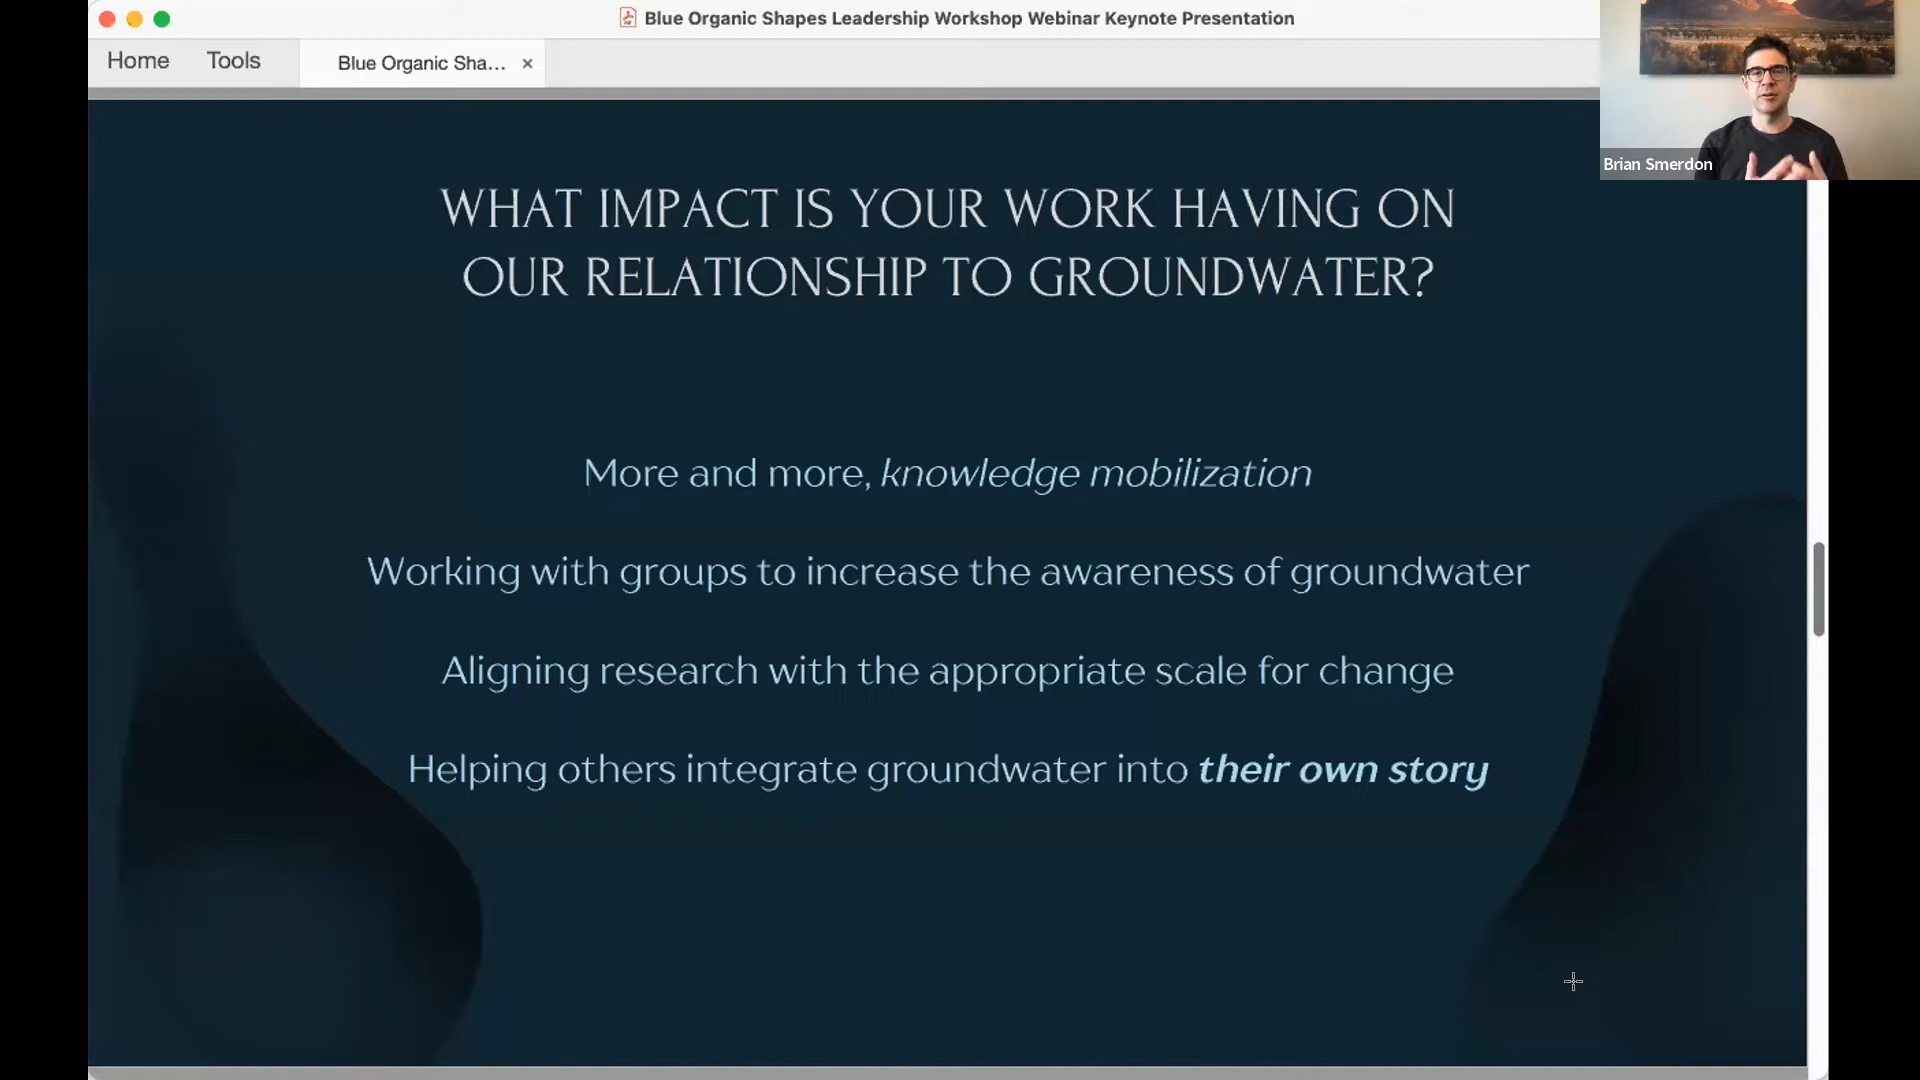 Blue Organic Shapes Leadership Workshop Webinar Keynote Presentation
Home Tools Blue Organic Sha... ×
Brian Smerdon
WHAT IMPACT IS YOUR WORK HAVING ON
OUR RELATIONSHIP TO GROUNDWATER?
More and more, knowledge mobilization
Working with groups to increase the awareness of groundwater
Aligning research with the appropriate scale for change
Helping others integrate groundwater into their own story